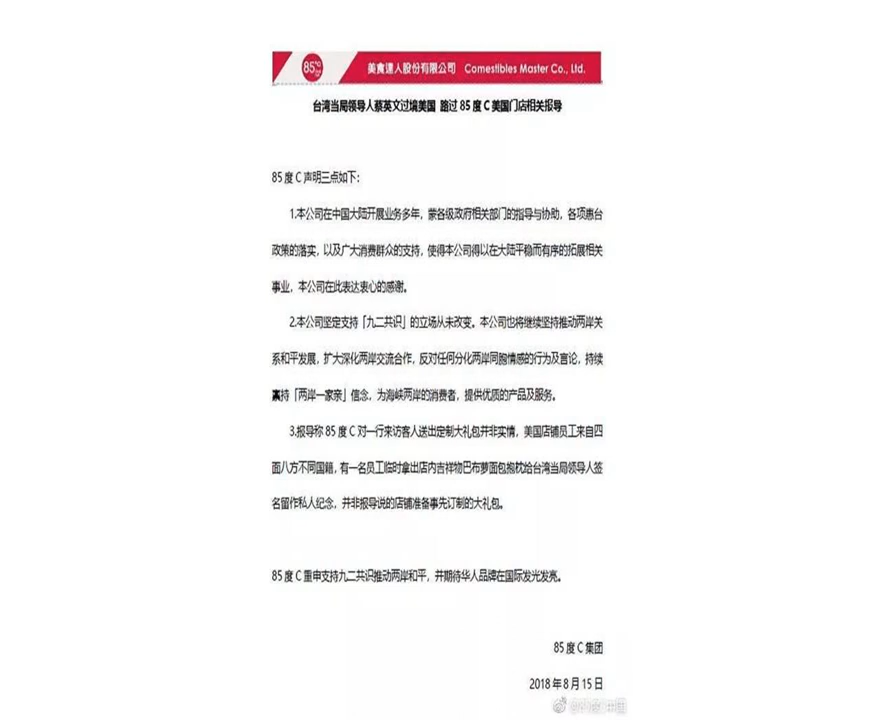 85℃
美食達人股份有限公司 Comestibles Master Co., Ltd.
台湾当局领导人蔡英文过境美国 路过 85 度 C 美国门店相关报导
85 度 C 声明三点如下：
1.本公司在中国大陆开展业务多年，蒙各级政府相关部门的指导与协助，各项惠台
政策的落实，以及广大消费群众的支持，使得本公司得以在大陆平稳而有序的拓展相关
事业，本公司在此表达衷心的感谢。
2.本公司坚定支持「九二共识」的立场从未改变。本公司也将继续坚持推动两岸关
系和平发展，扩大深化两岸交流合作，反对任何分化两岸同胞情感的行为及言论，持续
持「两岸一家亲」信念，为海峡两岸的消费者，提供优质的产品及服务。
3.报导称 85 度 C 对一行来访客人送出定制大礼包并非实情，美国店铺员工来自四
面八方不同国籍，有一名员工临时拿出店内吉祥物巴布萝面包抱枕给台湾当局领导人签
名留作私人纪念，并非报导说的店铺准备事先订制的大礼包。
85 度 C 重申支持九二共识推动两岸和平，并期待华人品牌在国际发光发亮。
85 度 C 集团
2018 年 8 月 15 日